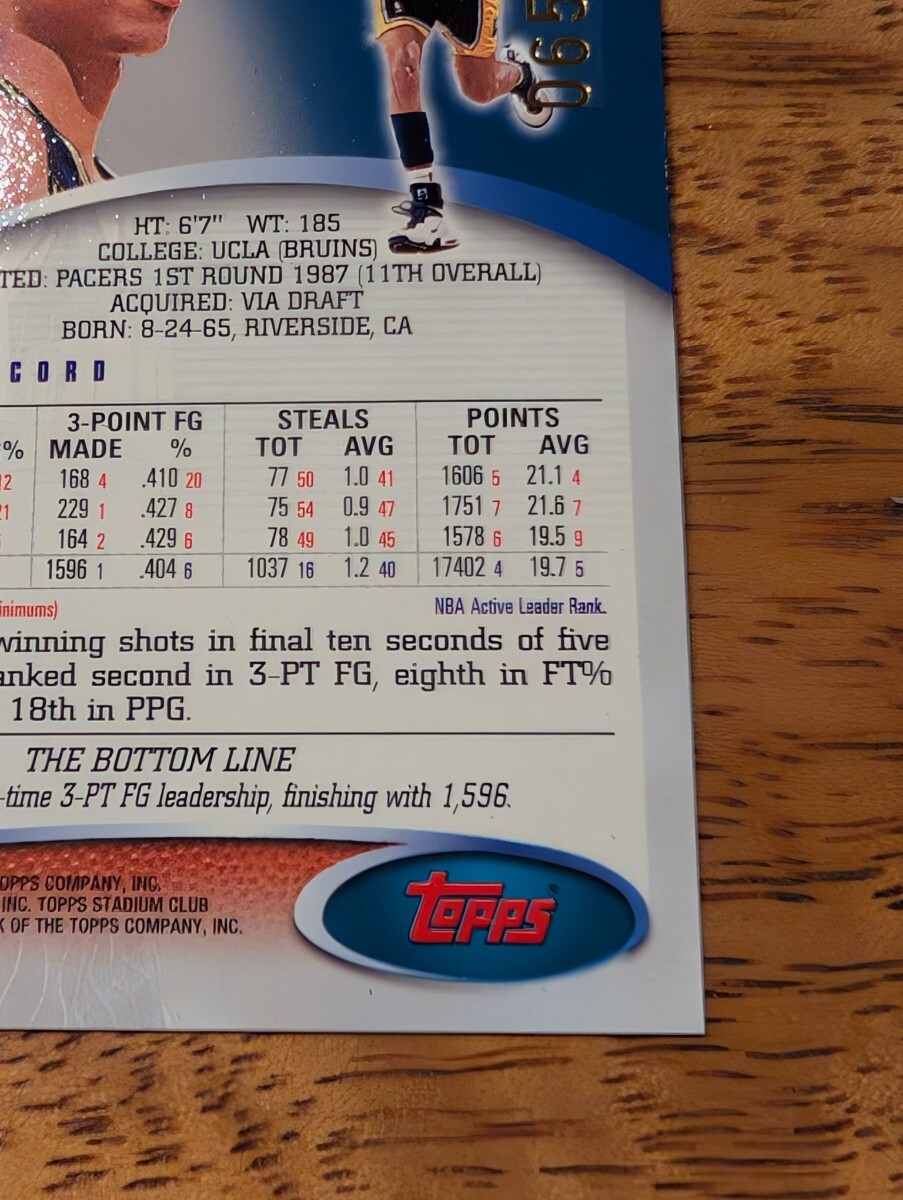 065
HT: 6'7" WT: 185
COLLEGE: UCLA (BRUINS)
TED: PACERS 1ST ROUND 1987 (11TH OVERALL)
ACQUIRED: VIA DRAFT
BORN: 8-24-65, RIVERSIDE, CA
CORD
3-POINT FG STEALS POINTS
% MADE % TOT AVG TOT AVG
12 168 4 .410 20 77 50 1.0 41 1606 5 21.1 4
21 229 1 .427 8 75 54 0.9 47 1751 7 21.6 7
164 2 .429 6 78 49 1.0 45 1578 6 19.5 9
1596 1 .404 6 1037 16 1.2 40 17402 4 19.7 5
inimums) NBA Active Leader Rank.
winning shots in final ten seconds of five
anked second in 3-PT FG, eighth in FT%
18th in PPG.
THE BOTTOM LINE
-time 3-PT FG leadership, finishing with 1,596.
OPPS COMPANY, INC.
INC. TOPPS STADIUM CLUB
K OF THE TOPPS COMPANY, INC.
TOPPS